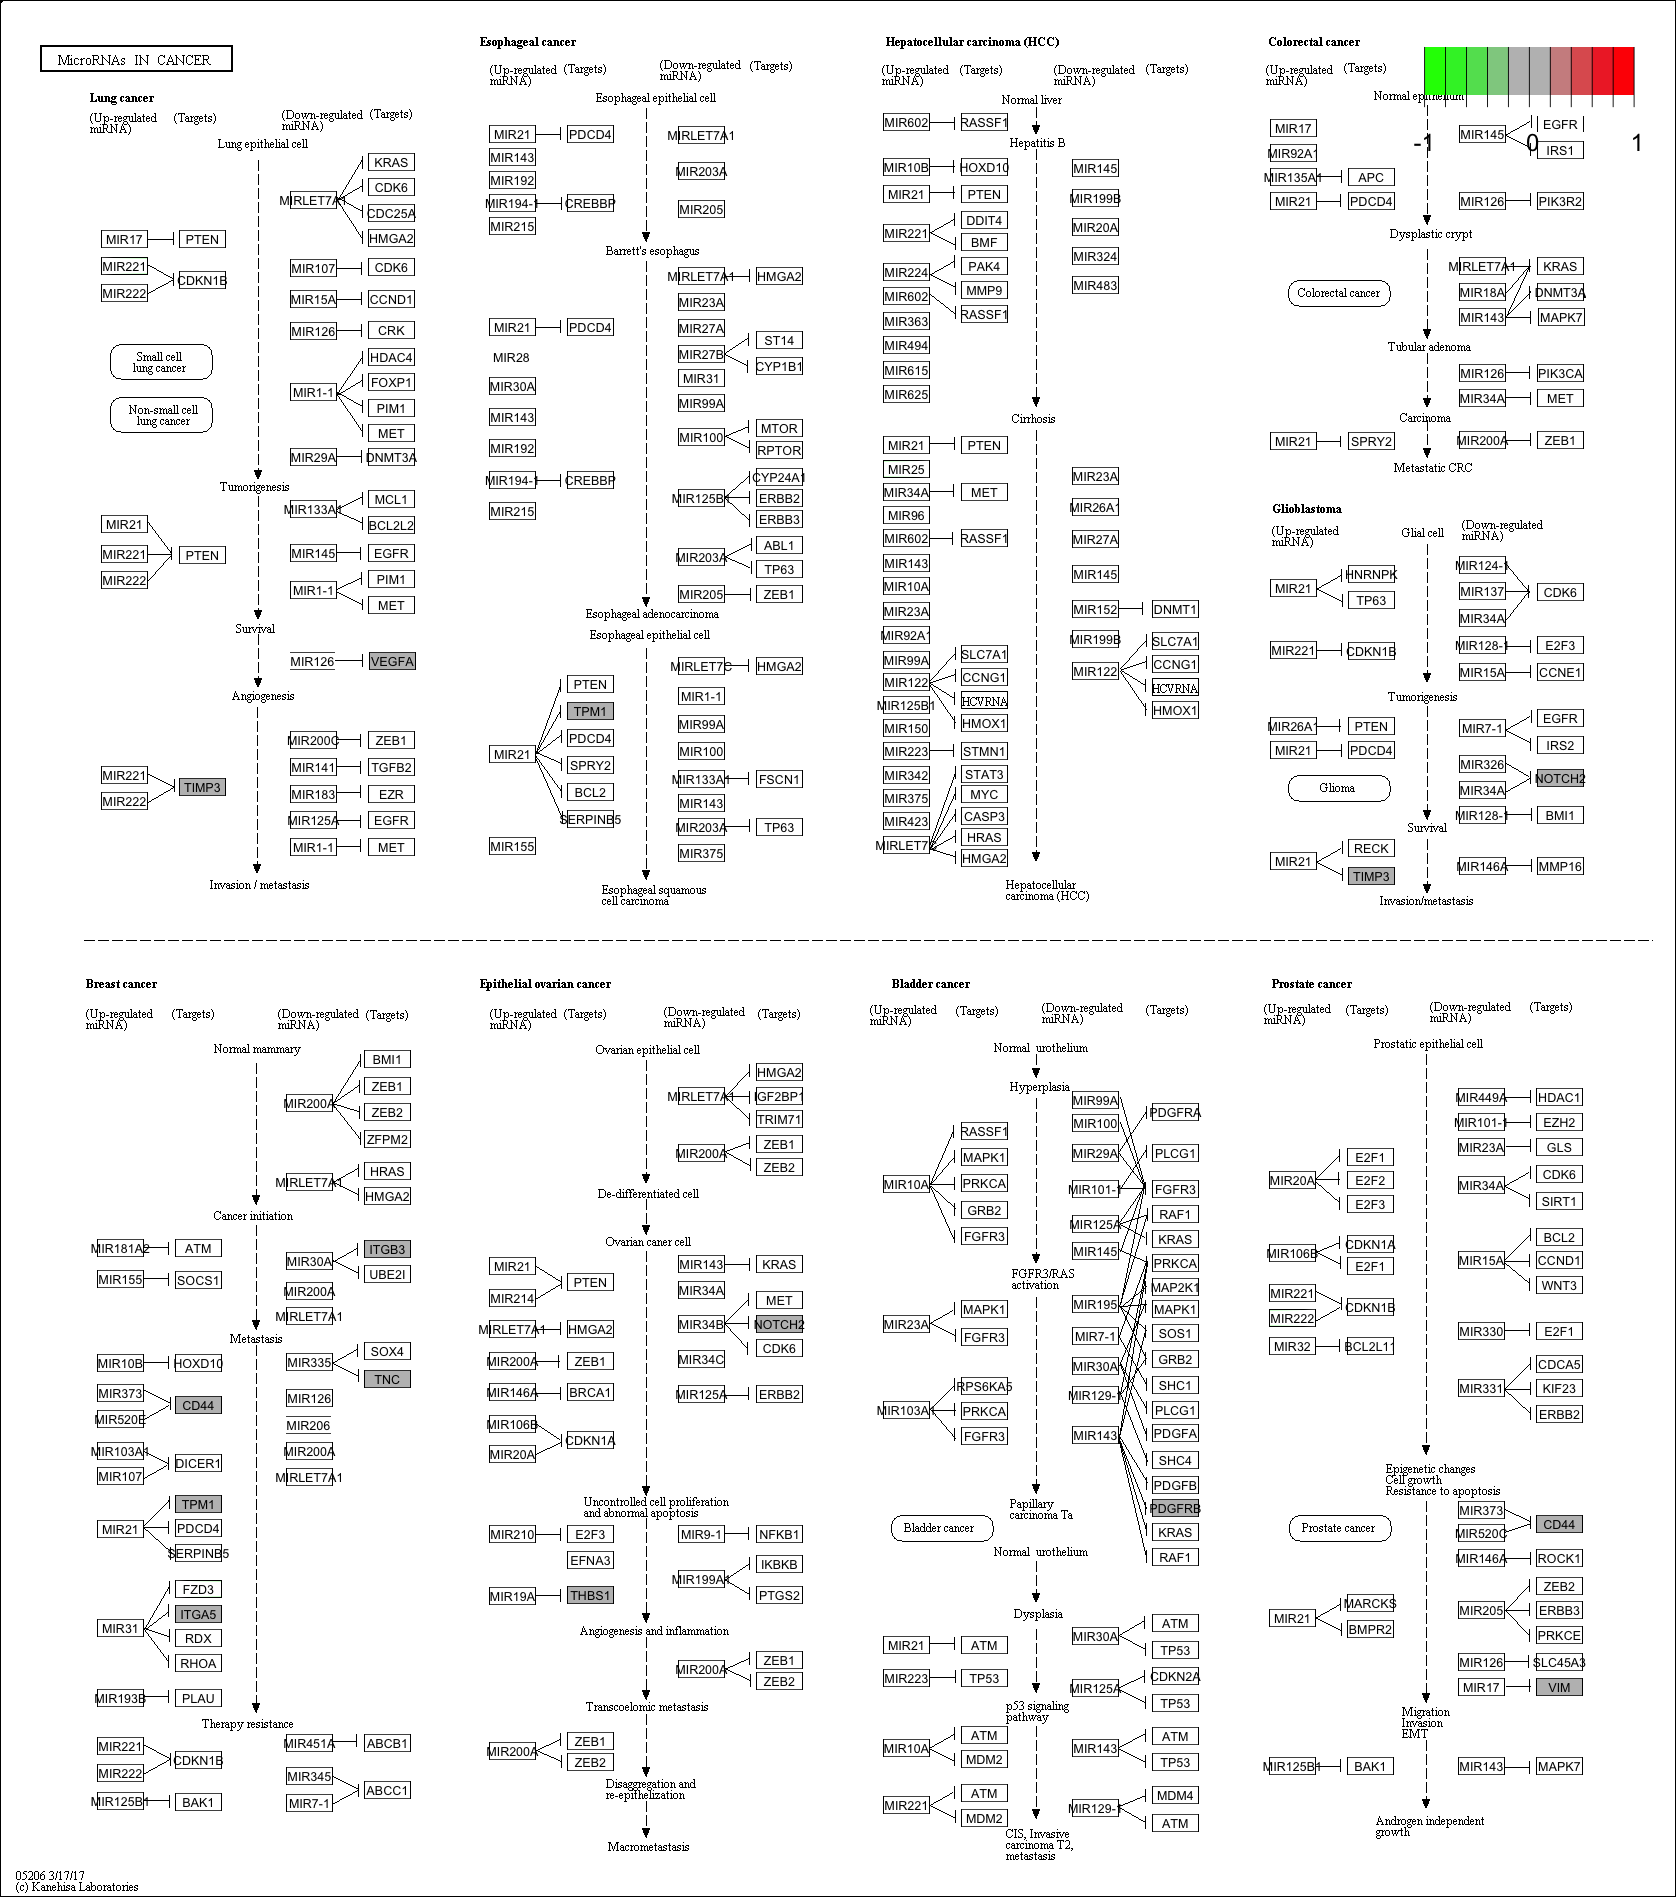 MicroRNAs IN CANCER
Lung cancer
(Up-regulated
miRNA)
(Targets)
(Down-regulated
miRNA)
(Targets)
Lung epithelial cell
MIR17
PTEN
MIR221
MIR222
CDKN1B
Small cell
lung cancer
Non-small cell
lung cancer
MIRLET7A1
KRAS
CDK6
CDC25A
HMGA2
MIR107
CDK6
MIR15A
CCND1
MIR126
CRK
MIR1-1
HDAC4
FOXP1
PIM1
MET
MIR29A
DNMT3A
Tumorigenesis
MIR21
MIR221
MIR222
PTEN
MIR133A1
MCL1
BCL2L2
MIR145
EGFR
MIR1-1
PIM1
MET
Survival
MIR126
VEGFA
Angiogenesis
MIR221
MIR222
TIMP3
MIR200C
ZEB1
MIR141
TGFB2
MIR183
EZR
MIR125A
EGFR
MIR1-1
MET
Invasion / metastasis
Esophageal cancer
(Up-regulated
miRNA)
(Targets)
(Down-regulated
miRNA)
(Targets)
Esophageal epithelial cell
MIR21
PDCD4
MIR143
MIR192
MIR194-1
CREBBP
MIR215
MIRLET7A1
MIR203A
MIR205
Barrett's esophagus
MIR21
PDCD4
MIR28
MIR30A
MIR143
MIR192
MIR194-1
CREBBP
MIR215
MIRLET7A1
HMGA2
MIR23A
MIR27A
MIR27B
ST14
CYP1B1
MIR31
MIR99A
MIR100
MTOR
RPTOR
MIR125B1
CYP24A1
ERBB2
ERBB3
MIR203A
ABL1
TP63
MIR205
ZEB1
Esophageal adenocarcinoma
Esophageal epithelial cell
MIR21
PTEN
TPM1
PDCD4
SPRY2
BCL2
SERPINB5
MIR155
MIRLET7C
HMGA2
MIR1-1
MIR99A
MIR100
MIR133A1
FSCN1
MIR143
MIR203A
TP63
MIR375
Esophageal squamous
cell carcinoma
Hepatocellular carcinoma (HCC)
(Up-regulated
miRNA)
(Targets)
(Down-regulated
miRNA)
(Targets)
Normal liver
MIR602
RASSF1
Hepatitis B
MIR10B
HOXD10
MIR21
PTEN
MIR221
DDIT4
BMF
MIR224
PAK4
MMP9
MIR602
RASSF1
MIR363
MIR494
MIR615
MIR625
MIR145
MIR199B
MIR20A
MIR324
MIR483
Cirrhosis
MIR21
PTEN
MIR25
MIR34A
MET
MIR96
MIR602
RASSF1
MIR143
MIR10A
MIR23A
MIR92A1
MIR99A
MIR122
SLC7A1
CCNG1
HCVRNA
HMOX1
MIR125B1
MIR150
MIR223
STMN1
MIR342
MIR375
MIR423
MIRLET7
STAT3
MYC
CASP3
HRAS
HMGA2
MIR23A
MIR26A1
MIR27A
MIR145
MIR152
DNMT1
MIR199B
MIR122
SLC7A1
CCNG1
HCVRNA
HMOX1
Hepatocellular
carcinoma (HCC)
Colorectal cancer
(Up-regulated
miRNA)
(Targets)
-1
0
1
Normal epithelium
MIR17
MIR92A1
MIR135A1
APC
MIR21
PDCD4
MIR145
EGFR
IRS1
MIR126
PIK3R2
Dysplastic crypt
Colorectal cancer
MIRLET7A1
MIR18A
MIR143
KRAS
DNMT3A
MAPK7
Tubular adenoma
MIR126
PIK3CA
MIR34A
MET
Carcinoma
MIR21
SPRY2
MIR200A
ZEB1
Metastatic CRC
Glioblastoma
(Up-regulated
miRNA)
Glial cell
(Down-regulated
miRNA)
MIR21
HNRNPK
TP63
MIR221
CDKN1B
MIR124-1
MIR137
MIR34A
CDK6
MIR128-1
E2F3
MIR15A
CCNE1
Tumorigenesis
MIR26A1
PTEN
MIR21
PDCD4
Glioma
MIR7-1
EGFR
IRS2
MIR326
MIR34A
NOTCH2
MIR128-1
BMI1
Survival
MIR21
RECK
TIMP3
MIR146A
MMP16
Invasion/metastasis
Breast cancer
(Up-regulated
miRNA)
(Targets)
(Down-regulated
miRNA)
(Targets)
Normal mammary
MIR200A
BMI1
ZEB1
ZEB2
ZFPM2
MIRLET7A1
HRAS
HMGA2
Cancer initiation
MIR181A2
ATM
MIR155
SOCS1
MIR30A
ITGB3
UBE2I
MIR200A
MIRLET7A1
Metastasis
MIR10B
HOXD10
MIR373
MIR520E
CD44
MIR103A1
MIR107
DICER1
MIR21
TPM1
PDCD4
SERPINB5
MIR31
FZD3
ITGA5
RDX
RHOA
MIR193B
PLAU
MIR335
SOX4
TNC
MIR126
MIR206
MIR200A
MIRLET7A1
Therapy resistance
MIR221
MIR222
CDKN1B
MIR125B1
BAK1
MIR451A
ABCB1
MIR345
MIR7-1
ABCC1
Epithelial ovarian cancer
(Up-regulated
miRNA)
(Targets)
(Down-regulated
miRNA)
(Targets)
Ovarian epithelial cell
MIRLET7A1
HMGA2
IGF2BP1
TRIM71
MIR200A
ZEB1
ZEB2
De-differentiated cell
Ovarian caner cell
MIR21
MIR214
PTEN
MIRLET7A1
HMGA2
MIR200A
ZEB1
MIR146A
BRCA1
MIR106B
MIR20A
CDKN1A
MIR143
KRAS
MIR34A
MIR34B
MET
NOTCH2
CDK6
MIR34C
MIR125A
ERBB2
Uncontrolled cell proliferation
and abnormal apoptosis
MIR210
E2F3
EFNA3
MIR19A
THBS1
MIR9-1
NFKB1
MIR199A1
IKBKB
PTGS2
Angiogenesis and inflammation
MIR200A
ZEB1
ZEB2
Transcoelomic metastasis
MIR200A
ZEB1
ZEB2
Disaggregation and
re-epithelization
Macrometastasis
Bladder cancer
(Up-regulated
miRNA)
(Targets)
(Down-regulated
miRNA)
(Targets)
Normal urothelium
Hyperplasia
MIR10A
RASSF1
MAPK1
PRKCA
GRB2
FGFR3
MIR99A
MIR100
MIR29A
MIR101-1
MIR125A
MIR145
PDGFRA
PLCG1
FGFR3
RAF1
KRAS
PRKCA
FGFR3/RAS
activation
MIR23A
MAPK1
FGFR3
MIR103A1
RPS6KA5
PRKCA
FGFR3
MIR195
MIR7-1
MIR30A
MIR129-1
MIR143
MAP2K1
MAPK1
SOS1
GRB2
SHC1
PLCG1
PDGFA
SHC4
PDGFB
PDGFRB
KRAS
RAF1
Papillary
carcinoma Ta
Bladder cancer
Normal urothelium
Dysplasia
MIR21
ATM
MIR223
TP53
MIR30A
ATM
TP53
MIR125A
CDKN2A
TP53
p53 signaling
pathway
MIR10A
ATM
MDM2
MIR221
ATM
MDM2
MIR143
ATM
TP53
MIR129-1
MDM4
ATM
CIS, Invasive
carcinoma T2,
metastasis
Prostate cancer
(Up-regulated
miRNA)
(Targets)
(Down-regulated
miRNA)
(Targets)
Prostatic epithelial cell
MIR20A
E2F1
E2F2
E2F3
MIR106B
CDKN1A
E2F1
MIR221
MIR222
CDKN1B
MIR32
BCL2L11
MIR449A
HDAC1
MIR101-1
EZH2
MIR23A
GLS
MIR34A
CDK6
SIRT1
MIR15A
BCL2
CCND1
WNT3
MIR330
E2F1
MIR331
CDCA5
KIF23
ERBB2
Epigenetic changes
Cell growth
Resistance to apoptosis
Prostate cancer
MIR21
MARCKS
BMPR2
MIR373
MIR520C
CD44
MIR146A
ROCK1
MIR205
ZEB2
ERBB3
PRKCE
MIR126
SLC45A3
MIR17
VIM
Migration
Invasion
EMT
MIR125B1
BAK1
MIR143
MAPK7
Androgen independent
growth
05206 3/17/17
(c) Kanehisa Laboratories